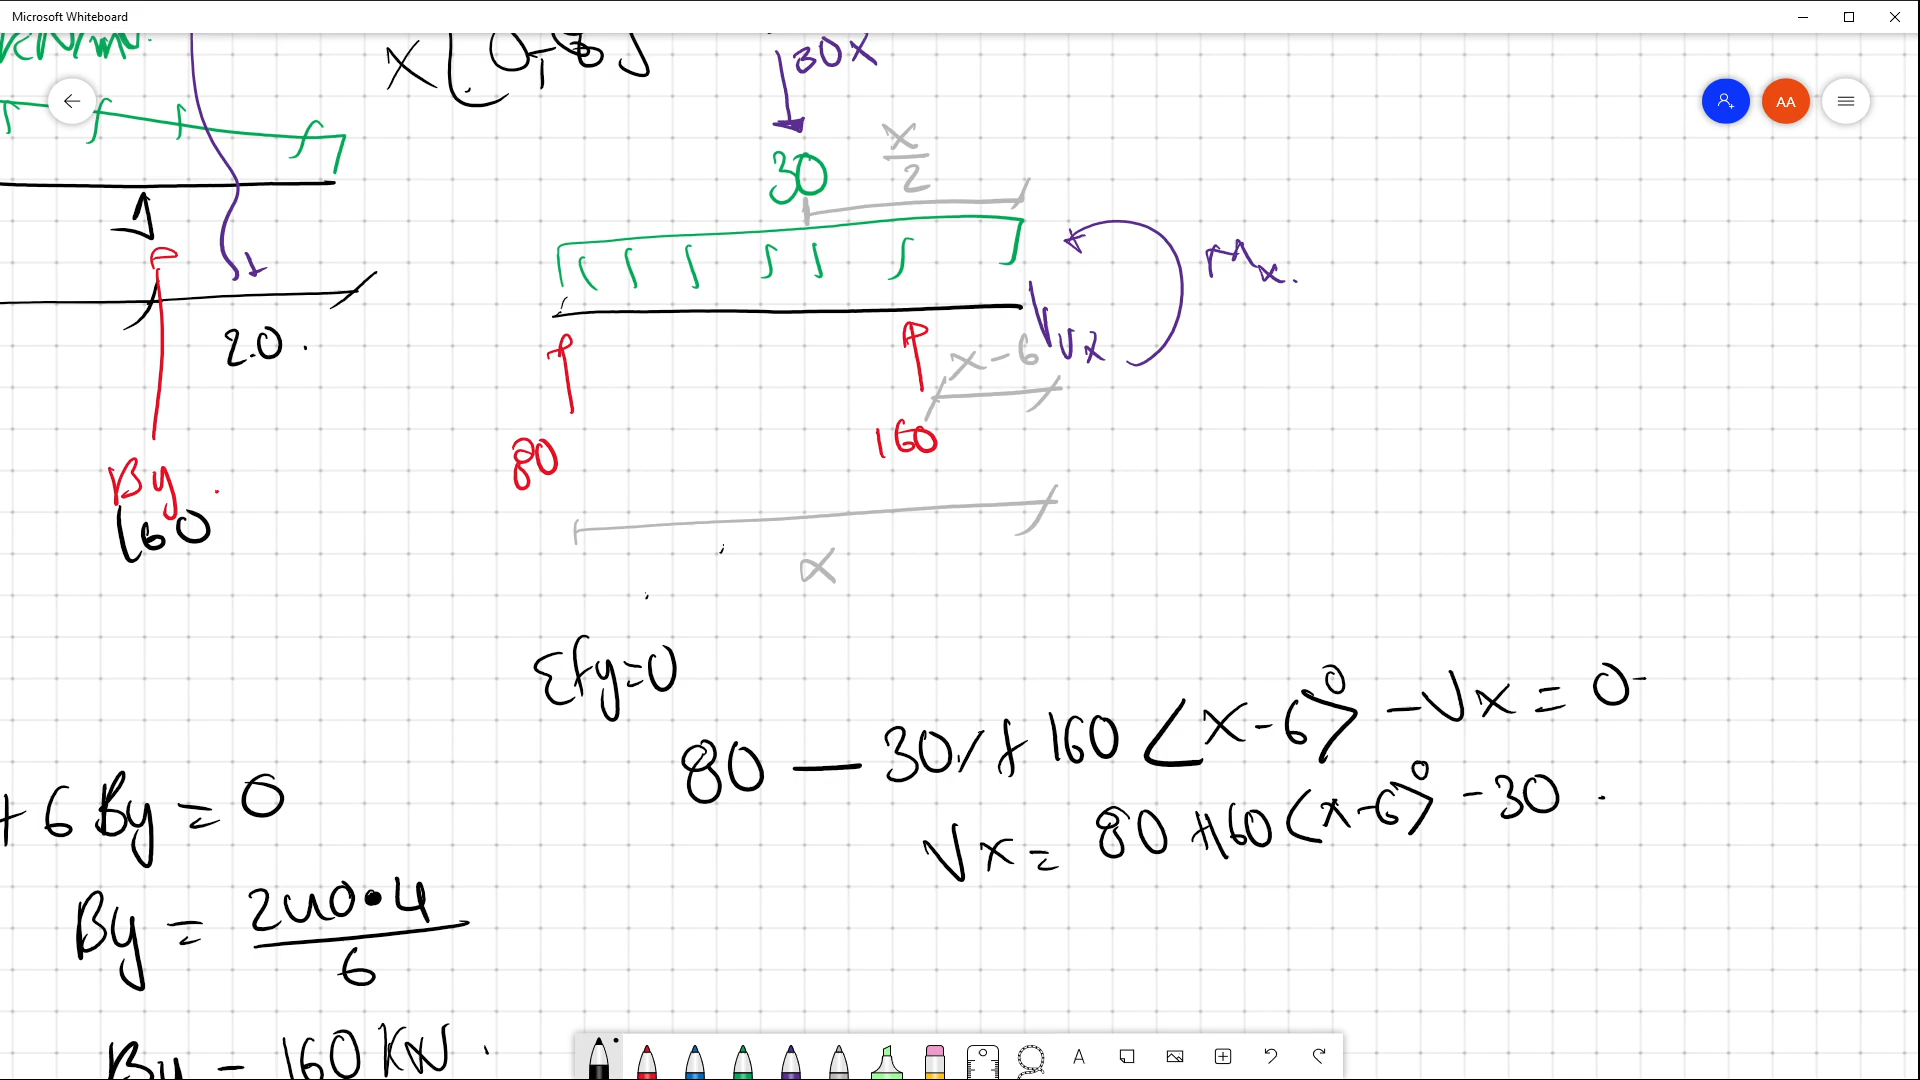 Microsoft Whiteboard
kN/m.
30x
AA
x
2
30
Mx.
Vx
x-6
2.0.
80
160
By.
160
x
Σfy=0
80 — 30x + 160 <x-6>⁰ - Vx = 0
Vx = 80 + 160 <x-6>⁰ - 30.
+ 6 By = 0
By = 240•4
6
By = 160 KN.
A